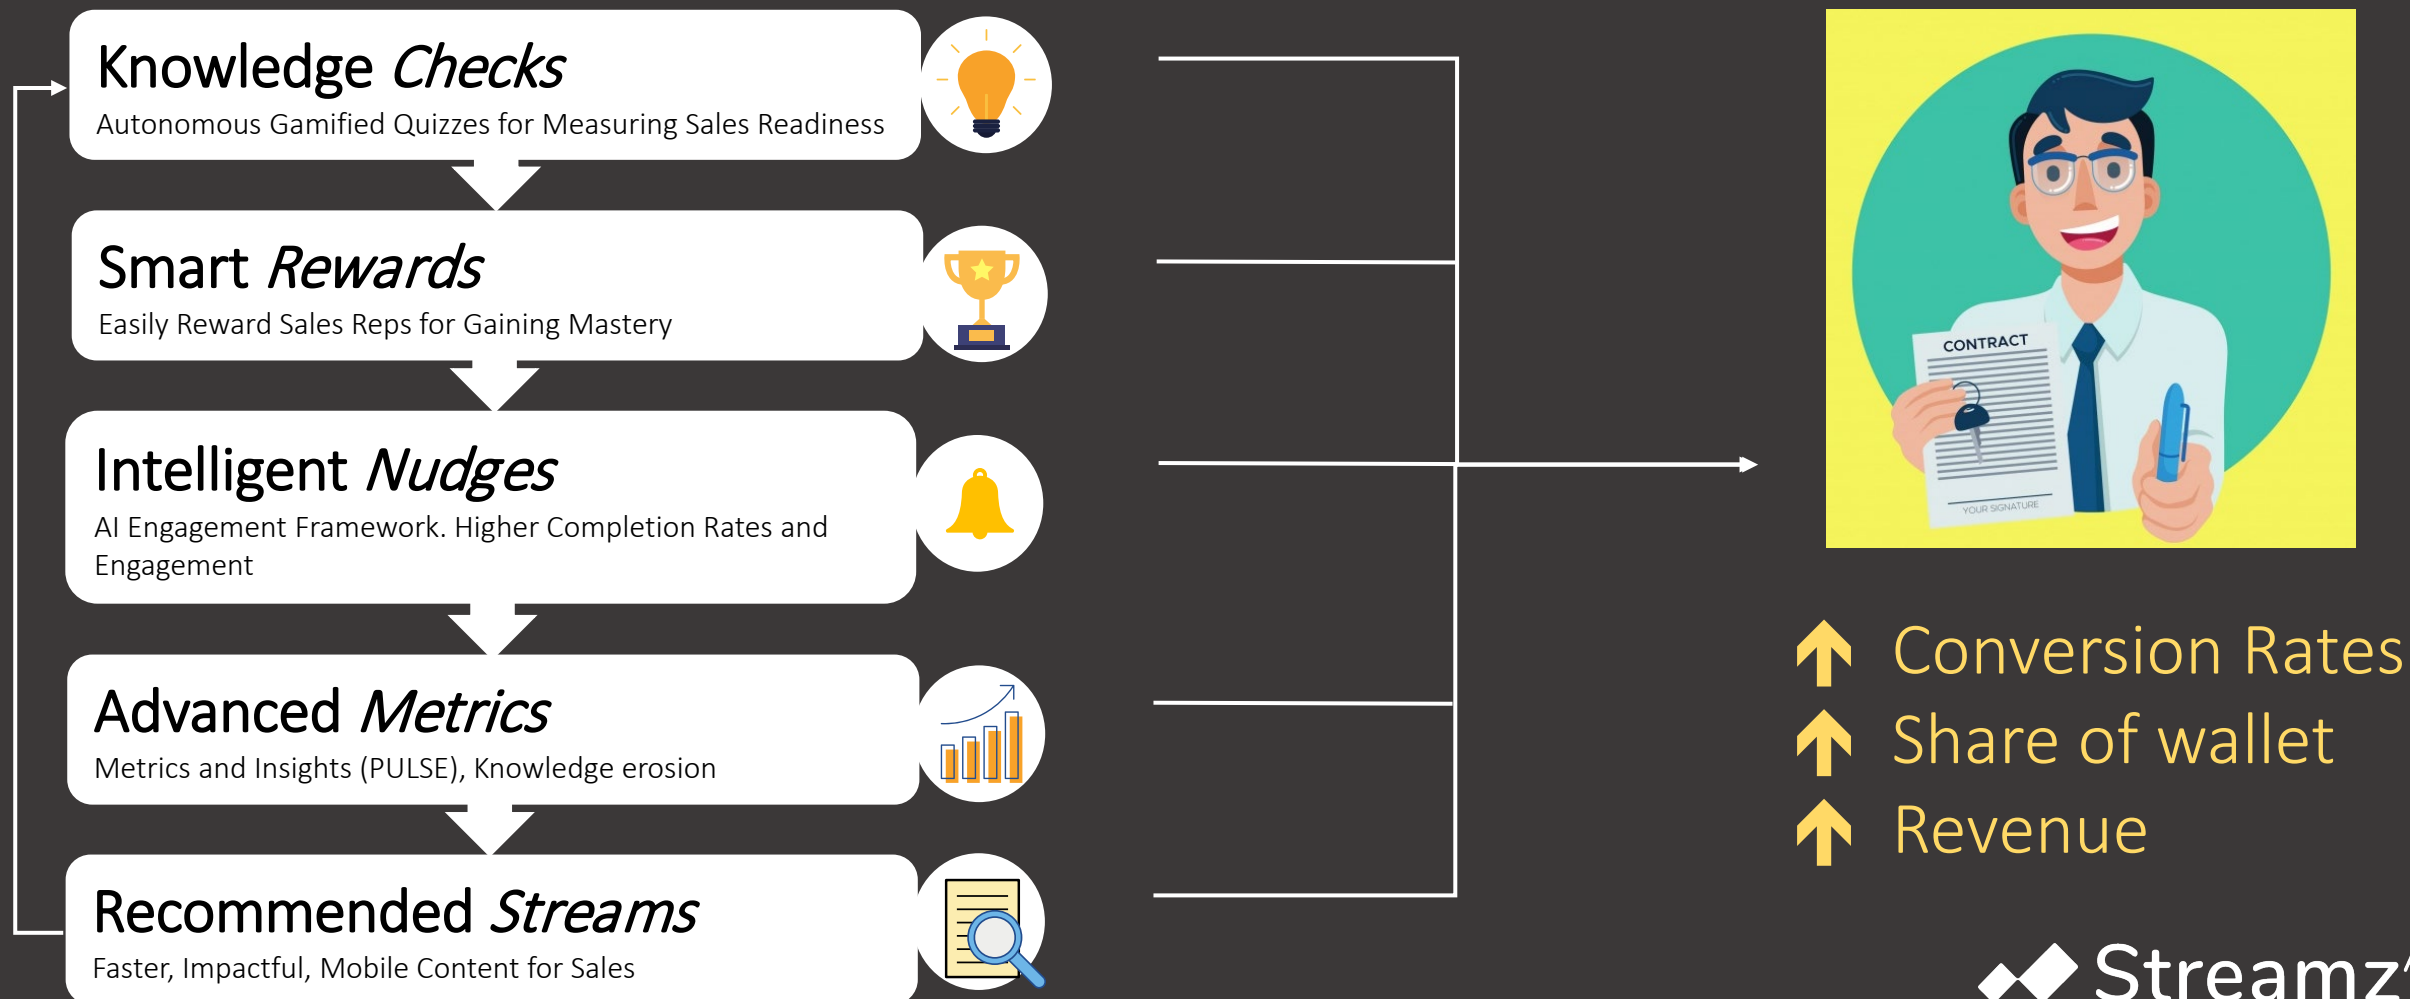 Knowledge Checks
Autonomous Gamified Quizzes for Measuring Sales Readiness
Smart Rewards
Easily Reward Sales Reps for Gaining Mastery
Intelligent Nudges
AI Engagement Framework. Higher Completion Rates and
Engagement
Advanced Metrics
Metrics and Insights (PULSE), Knowledge erosion
Recommended Streams
Faster, Impactful, Mobile Content for Sales
CONTRACT
YOUR SIGNATURE
Conversion Rates
Share of wallet
Revenue
Streamz